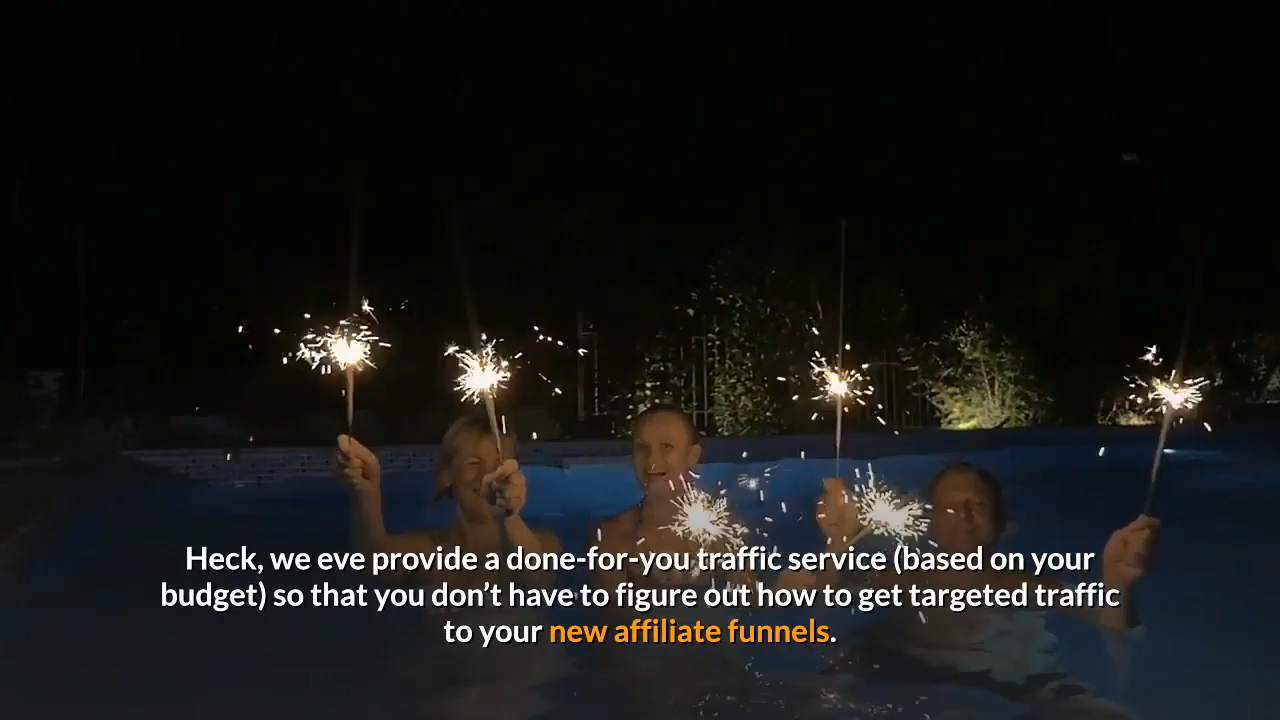 Heck, we eve provide a done-for-you traffic service (based on your
budget) so that you don’t have to figure out how to get targeted traffic
to your new affiliate funnels.